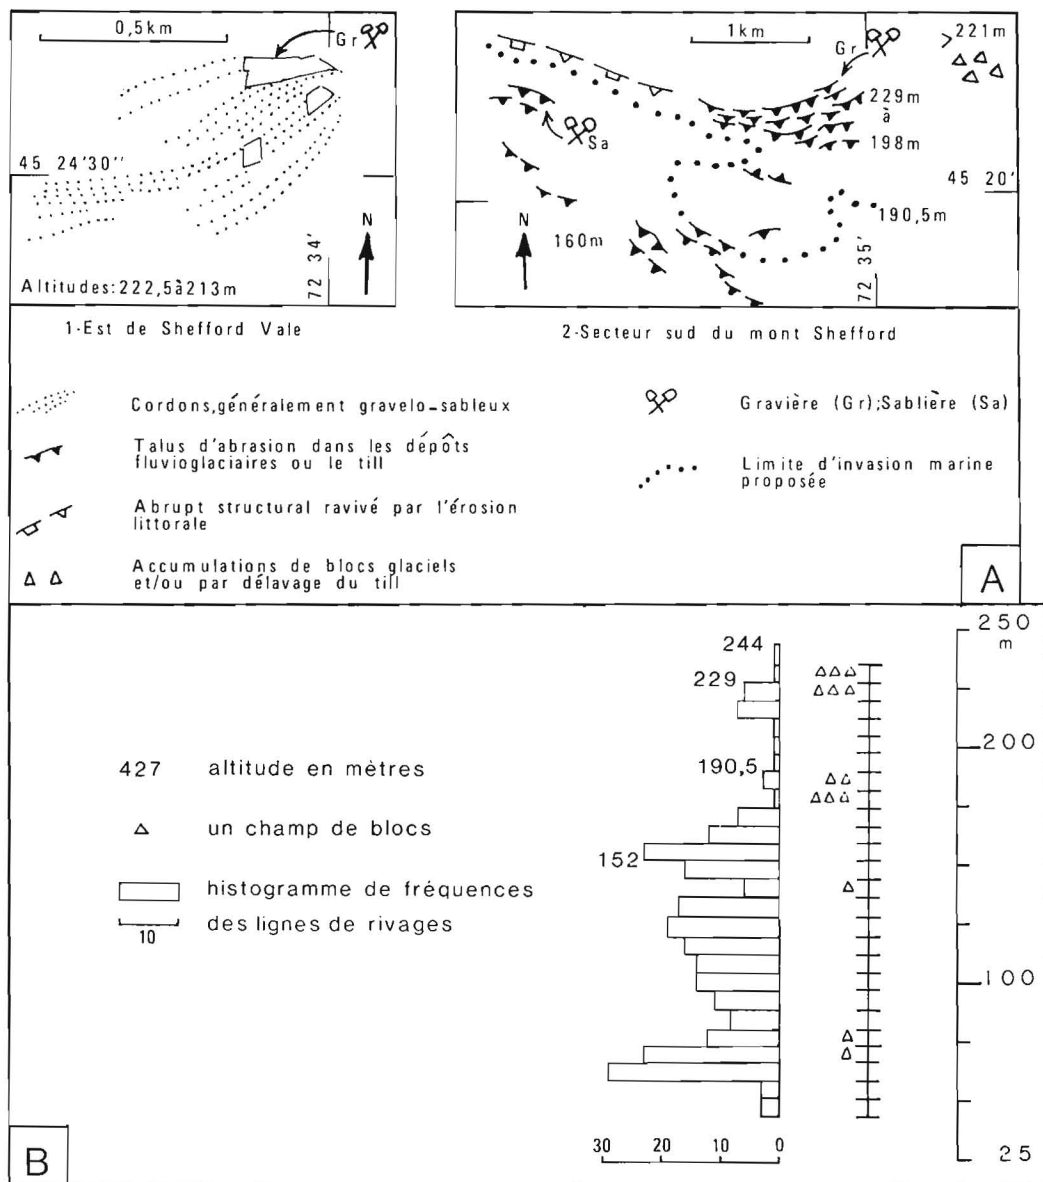 0,5km
Gr
45 24'30''
N
72 34'
Altitudes:222,5à213m
1-Est de Shefford Vale
1km
Gr
>221m
229m
à
198m
Sa
45 20'
190,5m
N
160m
72 35'
2-Secteur sud du mont Shefford
Cordons,généralement gravelo-sableux
Talus d'abrasion dans les dépôts
fluvioglaciaires ou le till
Abrupt structural ravivé par l'érosion
littorale
Accumulations de blocs glaciels
et/ou par délavage du till
Gravière (Gr);Sablière (Sa)
Limite d'invasion marine
proposée
A
250
m
244
229
200
190,5
427 altitude en mètres
un champ de blocs
152
histogramme de fréquences
des lignes de rivages
10
100
30 20 10 0
25
B